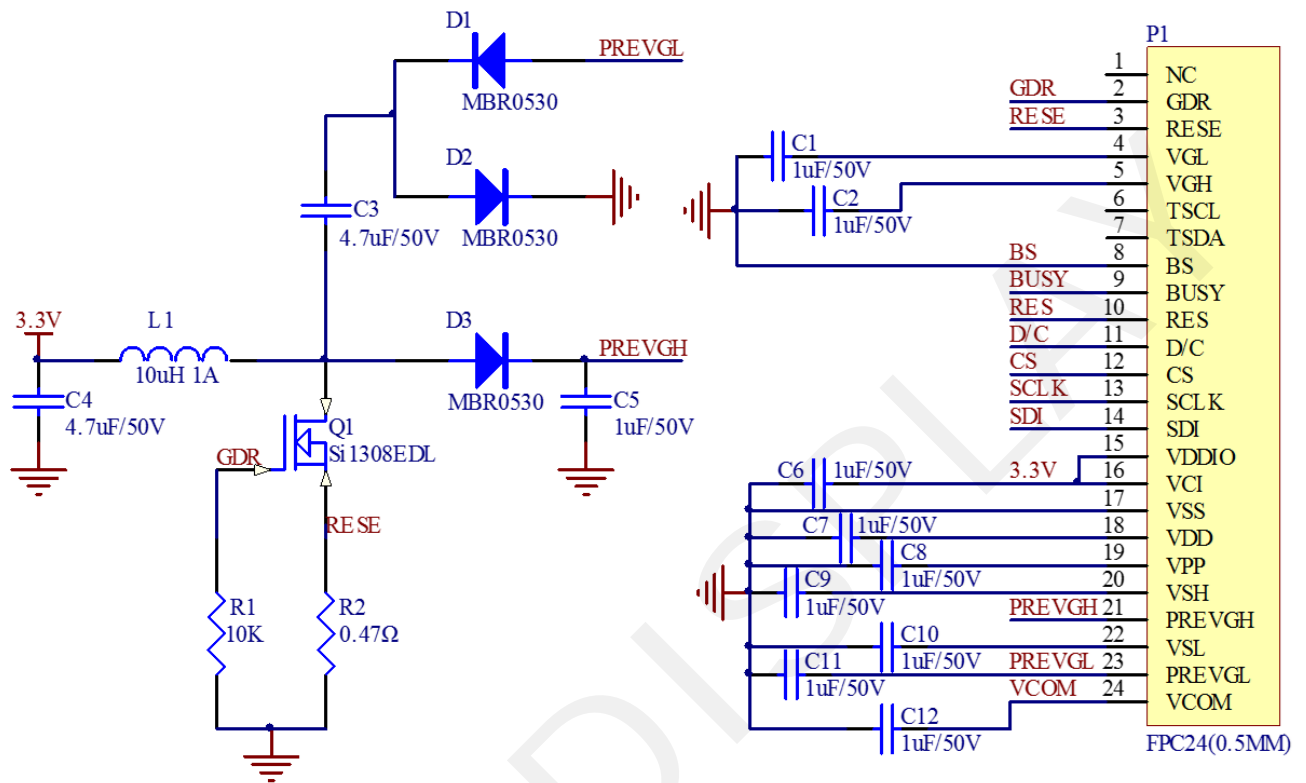 D1
PREVGL
MBR0530
D2
MBR0530
C3
4.7uF/50V
3.3V
L1
10uH 1A
D3
PREVGH
MBR0530
C4
4.7uF/50V
C5
1uF/50V
Q1
Si1308EDL
GDR
RESE
R1
10K
R2
0.47Ω
P1
1 NC
GDR 2 GDR
RESE 3 RESE
C1 4 VGL
1uF/50V
5 VGH
C2
1uF/50V
6 TSCL
7 TSDA
BS 8 BS
BUSY 9 BUSY
RES 10 RES
D/C 11 D/C
CS 12 CS
SCLK 13 SCLK
SDI 14 SDI
15 VDDIO
C6 1uF/50V 3.3V 16 VCI
17 VSS
C7 1uF/50V 18 VDD
C8 19 VPP
1uF/50V
C9 20 VSH
1uF/50V
PREVGH 21 PREVGH
C10 22 VSL
1uF/50V
C11 PREVGL 23 PREVGL
1uF/50V
VCOM 24 VCOM
C12
1uF/50V
FPC24(0.5MM)
DISPLAY